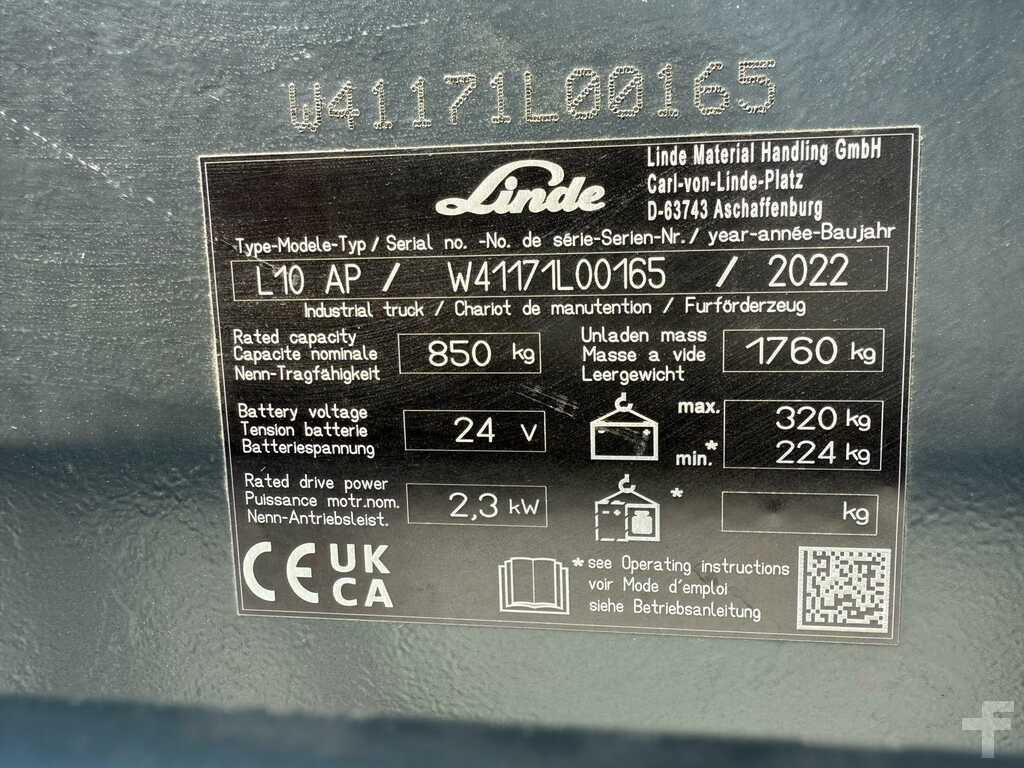 W41171L00165
Linde
Linde Material Handling GmbH
Carl-von-Linde-Platz
D-63743 Aschaffenburg
Type-Modele-Typ / Serial no. -No. de série-Serien-Nr. / year-année-Baujahr
L10 AP / W41171L00165 / 2022
Industrial truck / Chariot de manutention / Furförderzeug
Rated capacity
Capacite nominale
Nenn-Tragfähigkeit
850 kg
Unladen mass
Masse a vide
Leergewicht
1760 kg
Battery voltage
Tension batterie
Batteriespannung
24 V
max. 320 kg
min.* 224 kg
Rated drive power
Puissance motr.nom.
Nenn-Antriebsleist.
2,3 kW
* kg
CE UK
CA
* see Operating instructions
voir Mode d'emploi
siehe Betriebsanleitung